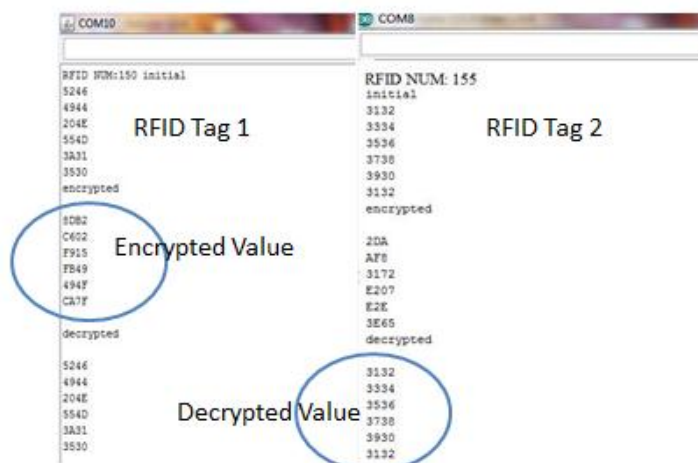 COM10
RFID NUM:150 initial
5246
4944
204E
554D
3A31
3530
encrypted
8DB2
C602
F915
FB49
494F
CA7F
decrypted
5246
4944
204E
554D
3A31
3530
RFID Tag 1
Encrypted Value
Decrypted Value
COM8
RFID NUM: 155
initial
3132
3334
3536
3738
3930
3132
encrypted
2DA
AF8
3172
E207
E2E
3E65
decrypted
3132
3334
3536
3738
3930
3132
RFID Tag 2